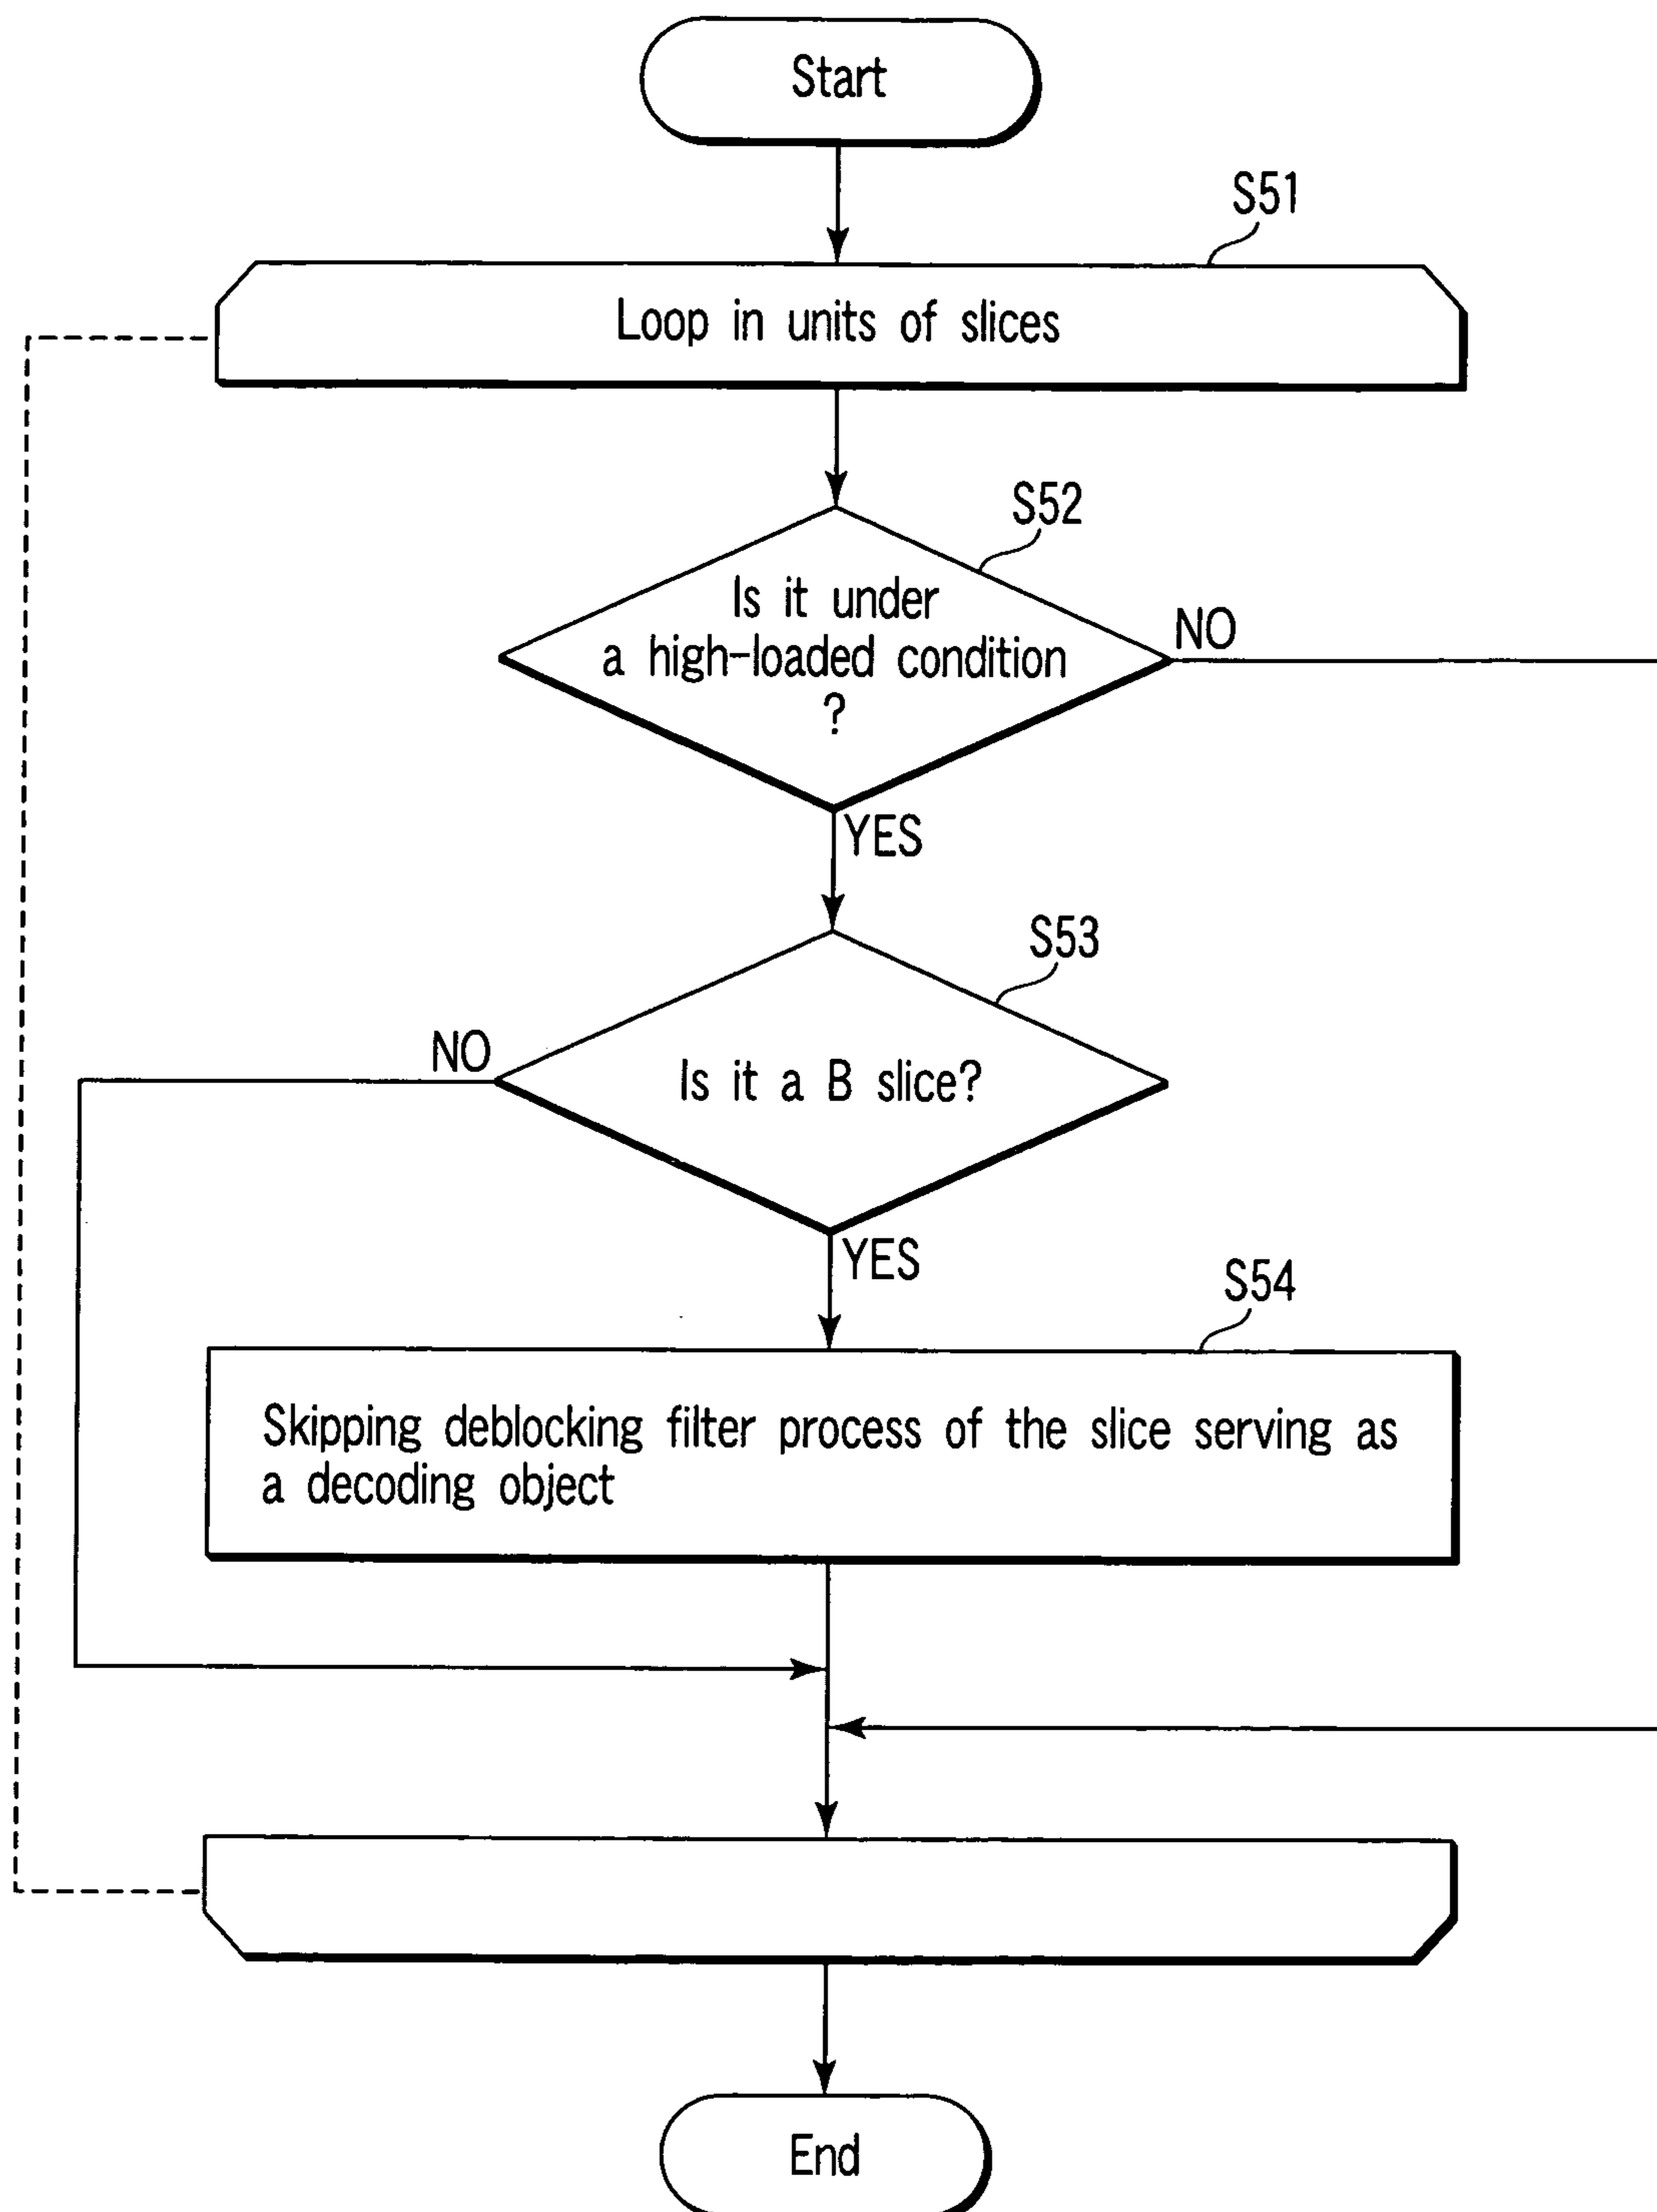 Start
S51
Loop in units of slices
S52
Is it under
a high-loaded condition
?
NO
YES
S53
NO
Is it a B slice?
YES
S54
Skipping deblocking filter process of the slice serving as
a decoding object
End